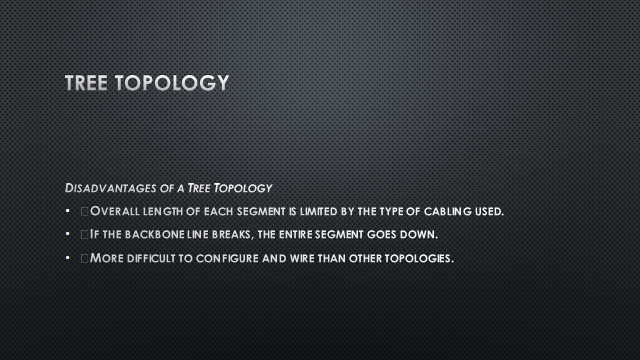 TREE TOPOLOGY
DISADVANTAGES OF A TREE TOPOLOGY
• □OVERALL LENGTH OF EACH SEGMENT IS LIMITED BY THE TYPE OF CABLING USED.
• □IF THE BACKBONE LINE BREAKS, THE ENTIRE SEGMENT GOES DOWN.
• □MORE DIFFICULT TO CONFIGURE AND WIRE THAN OTHER TOPOLOGIES.